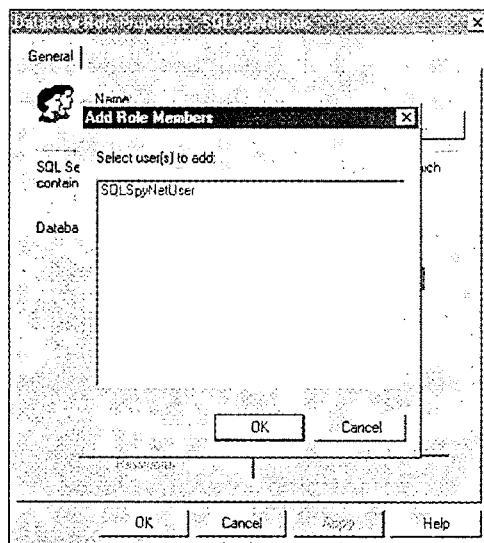 Database Role Properties - SQLSpyNetRole
General
Name:
Add Role Members
SQL Se
contain
Select user(s) to add:
uch
SQLSpyNetUser
Databa
OK Cancel
OK Cancel Apply Help